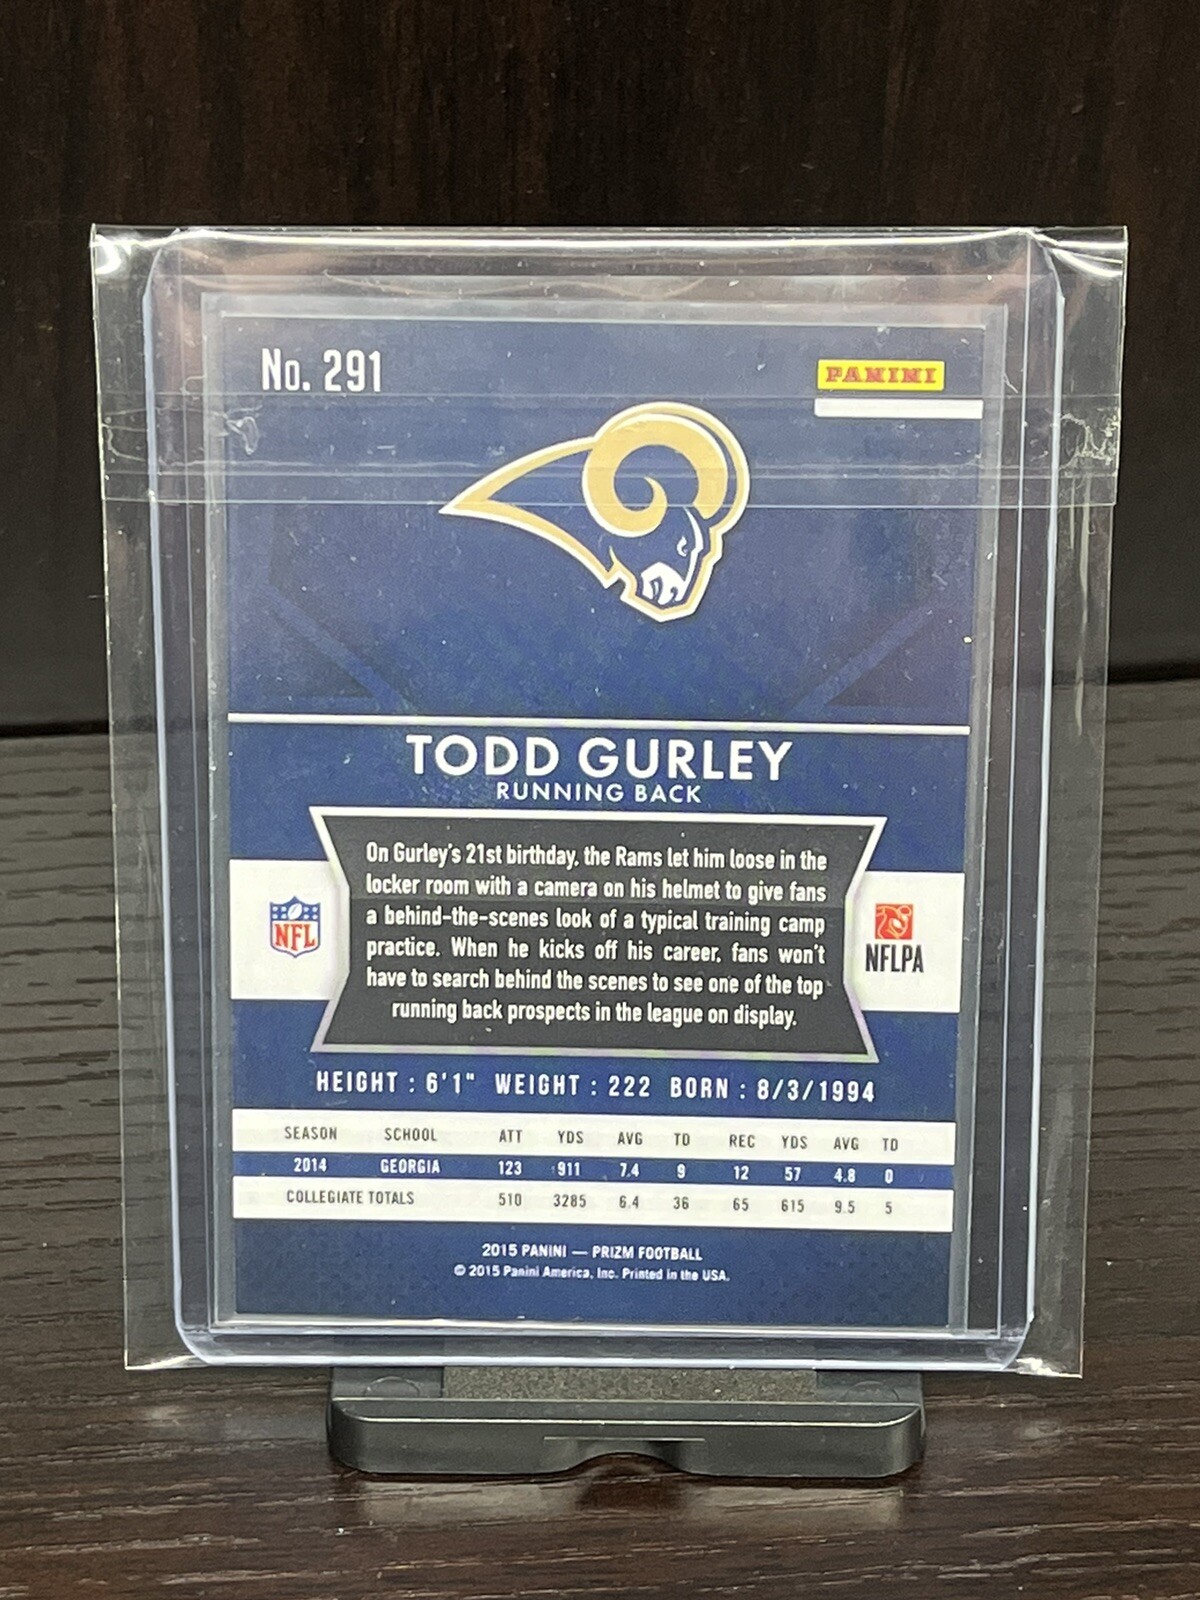 No. 291
PANINI
TODD GURLEY
RUNNING BACK
On Gurley's 21st birthday, the Rams let him loose in the
locker room with a camera on his helmet to give fans
a behind-the-scenes look of a typical training camp
practice. When he kicks off his career, fans won't
have to search behind the scenes to see one of the top
running back prospects in the league on display.
NFL
NFLPA
HEIGHT : 6'1" WEIGHT : 222 BORN : 8/3/1994
SEASON SCHOOL ATT YDS AVG TD REC YDS AVG TD
2014 GEORGIA 123 911 7.4 9 12 57 4.8 0
COLLEGIATE TOTALS 510 3285 6.4 36 65 615 9.5 5
2015 PANINI — PRIZM FOOTBALL
© 2015 Panini America, Inc. Printed in the USA.